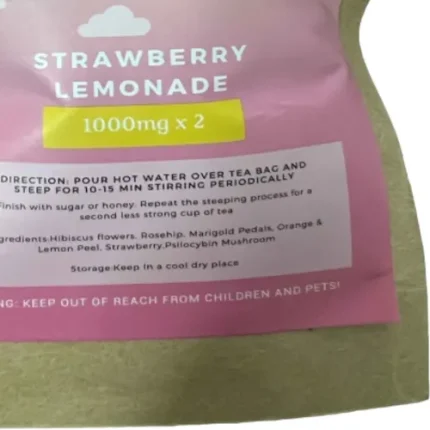 STRAWBERRY
LEMONADE
1000mg x 2
DIRECTION: POUR HOT WATER OVER TEA BAG AND
STEEP FOR 10-15 MIN STIRRING PERIODICALLY
Finish with sugar or honey. Repeat the steeping process for a
second less strong cup of tea
gredients:Hibiscus flowers. Rosehip, Marigold Pedals, Orange &
Lemon Peel, Strawberry,Psilocybin Mushroom
Storage:Keep in a cool dry place
NG: KEEP OUT OF REACH FROM CHILDREN AND PETS!